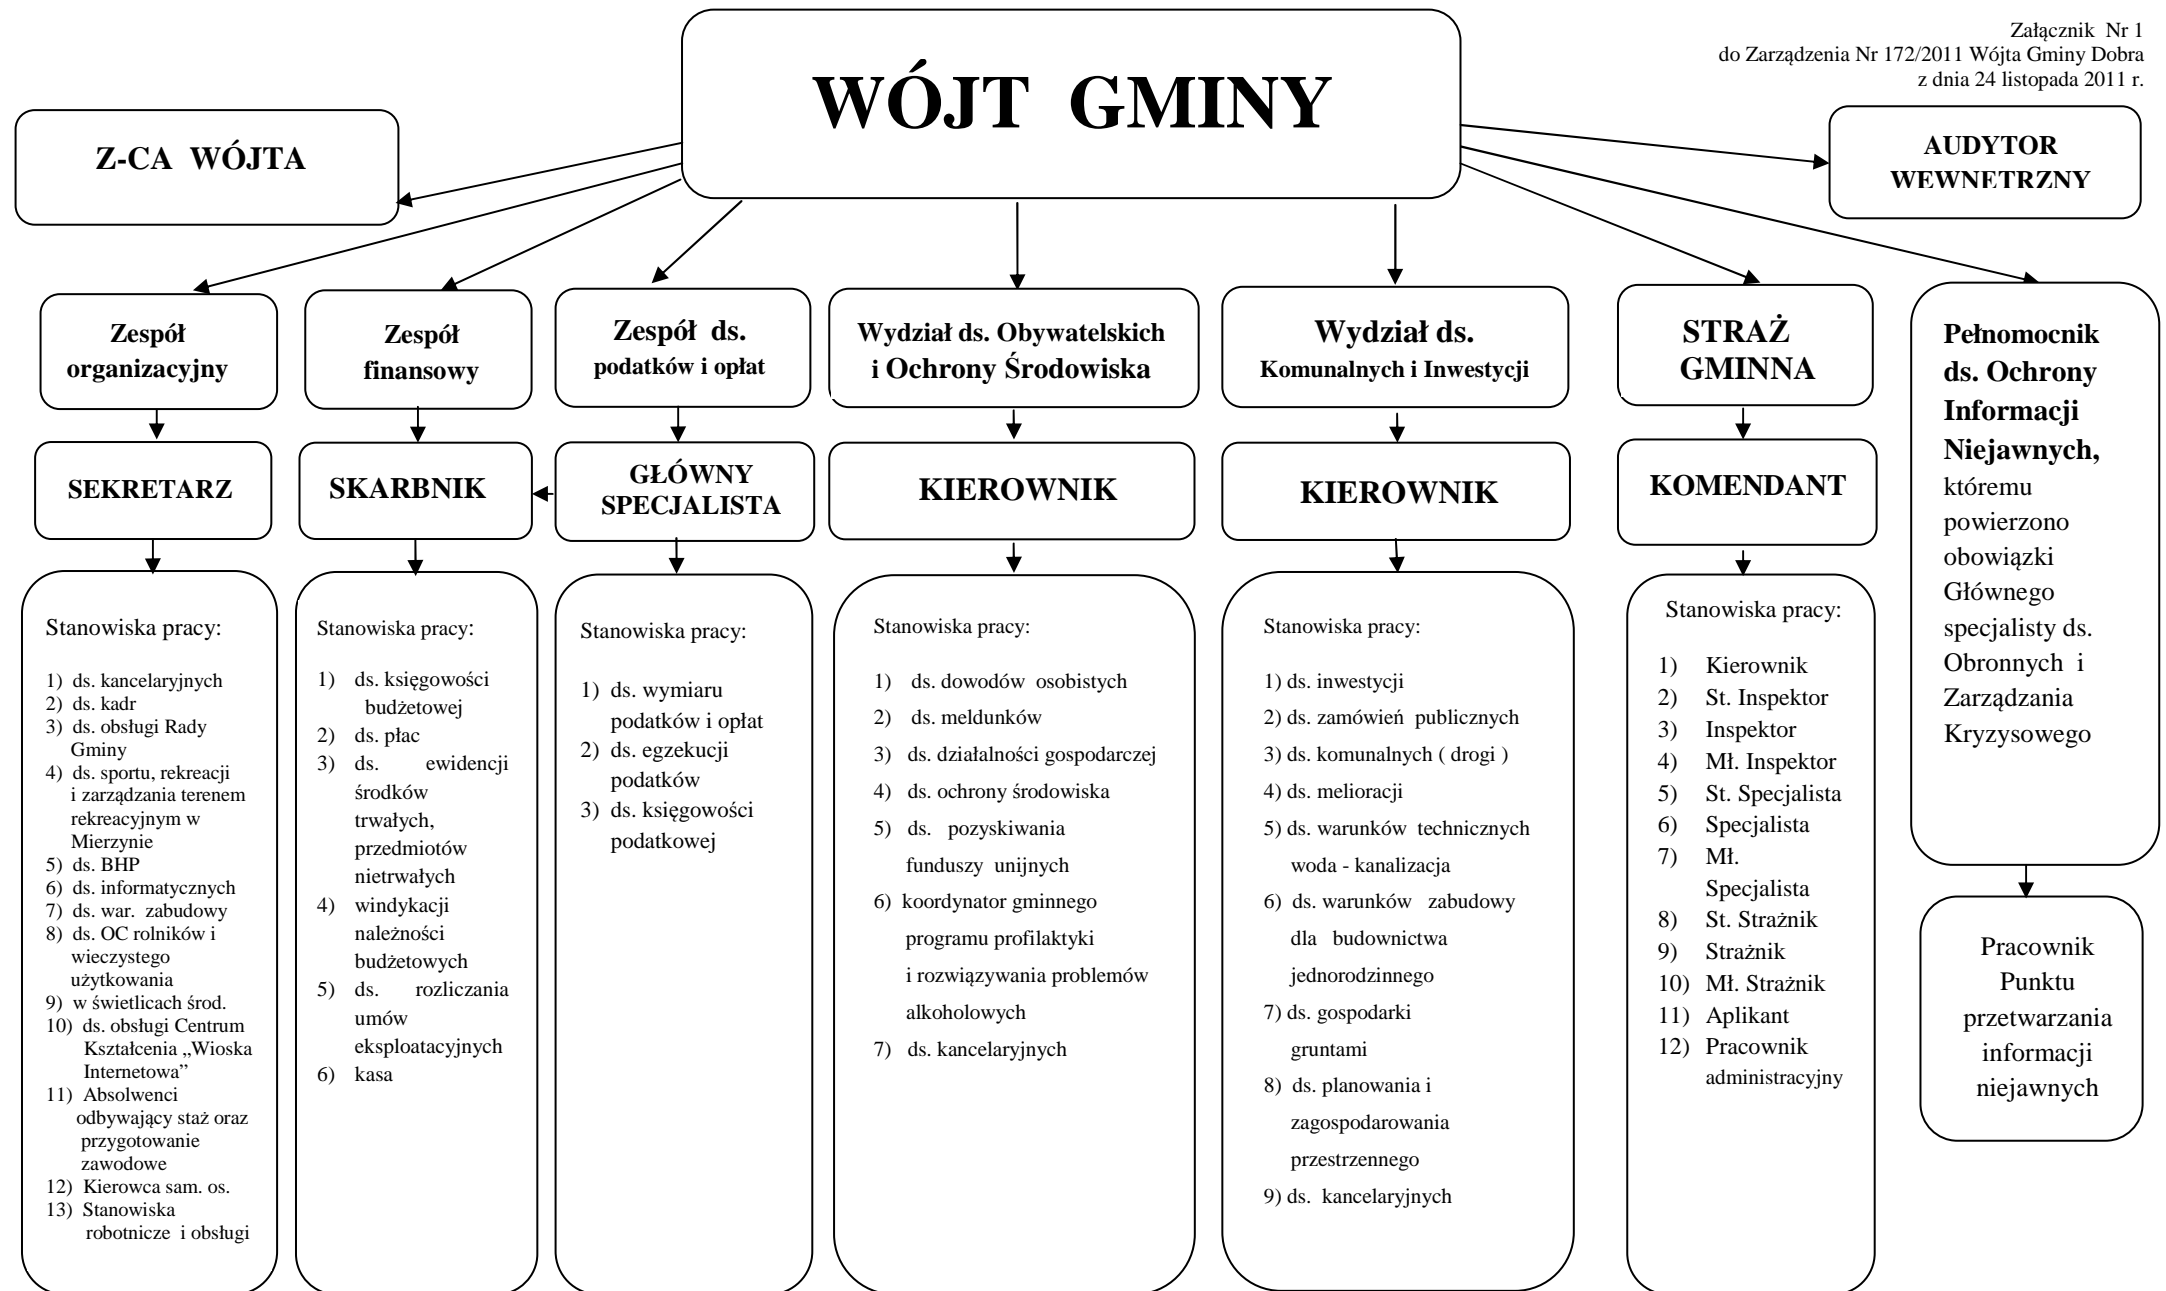 Załącznik Nr 1
do Zarządzenia Nr 172/2011 Wójta Gminy Dobra
z dnia 24 listopada 2011 r.
WÓJT GMINY
Z-CA WÓJTA
AUDYTOR
WEWNETRZNY
Zespół
organizacyjny
Zespół
finansowy
Zespół ds.
podatków i opłat
Wydział ds. Obywatelskich
i Ochrony Środowiska
Wydział ds.
Komunalnych i Inwestycji
STRAŻ
GMINNA
Pełnomocnik
ds. Ochrony
Informacji
Niejawnych,
któremu
powierzono
obowiązki
Głównego
specjalisty ds.
Obronnych i
Zarządzania
Kryzysowego
SEKRETARZ
SKARBNIK
GŁÓWNY
SPECJALISTA
KIEROWNIK
KIEROWNIK
KOMENDANT
Stanowiska pracy:
1) ds. kancelaryjnych
2) ds. kadr
3) ds. obsługi Rady
Gminy
4) ds. sportu, rekreacji
i zarządzania terenem
rekreacyjnym w
Mierzynie
5) ds. BHP
6) ds. informatycznych
7) ds. war. zabudowy
8) ds. OC rolników i
wieczystego
użytkowania
9) w świetlicach środ.
10) ds. obsługi Centrum
Kształcenia „Wioska
Internetowa”
11) Absolwenci
odbywający staż oraz
przygotowanie
zawodowe
12) Kierowca sam. os.
13) Stanowiska
robotnicze i obsługi
Stanowiska pracy:
1) ds. księgowości
budżetowej
2) ds. płac
3) ds. ewidencji
środków
trwałych,
przedmiotów
nietrwałych
4) windykacji
należności
budżetowych
5) ds. rozliczania
umów
eksploatacyjnych
6) kasa
Stanowiska pracy:
1) ds. wymiaru
podatków i opłat
2) ds. egzekucji
podatków
3) ds. księgowości
podatkowej
Stanowiska pracy:
1) ds. dowodów osobistych
2) ds. meldunków
3) ds. działalności gospodarczej
4) ds. ochrony środowiska
5) ds. pozyskiwania
funduszy unijnych
6) koordynator gminnego
programu profilaktyki
i rozwiązywania problemów
alkoholowych
7) ds. kancelaryjnych
Stanowiska pracy:
1) ds. inwestycji
2) ds. zamówień publicznych
3) ds. komunalnych ( drogi )
4) ds. melioracji
5) ds. warunków technicznych
woda - kanalizacja
6) ds. warunków zabudowy
dla budownictwa
jednorodzinnego
7) ds. gospodarki
gruntami
8) ds. planowania i
zagospodarowania
przestrzennego
9) ds. kancelaryjnych
Stanowiska pracy:
1) Kierownik
2) St. Inspektor
3) Inspektor
4) Mł. Inspektor
5) St. Specjalista
6) Specjalista
7) Mł.
Specjalista
8) St. Strażnik
9) Strażnik
10) Mł. Strażnik
11) Aplikant
12) Pracownik
administracyjny
Pracownik
Punktu
przetwarzania
informacji
niejawnych